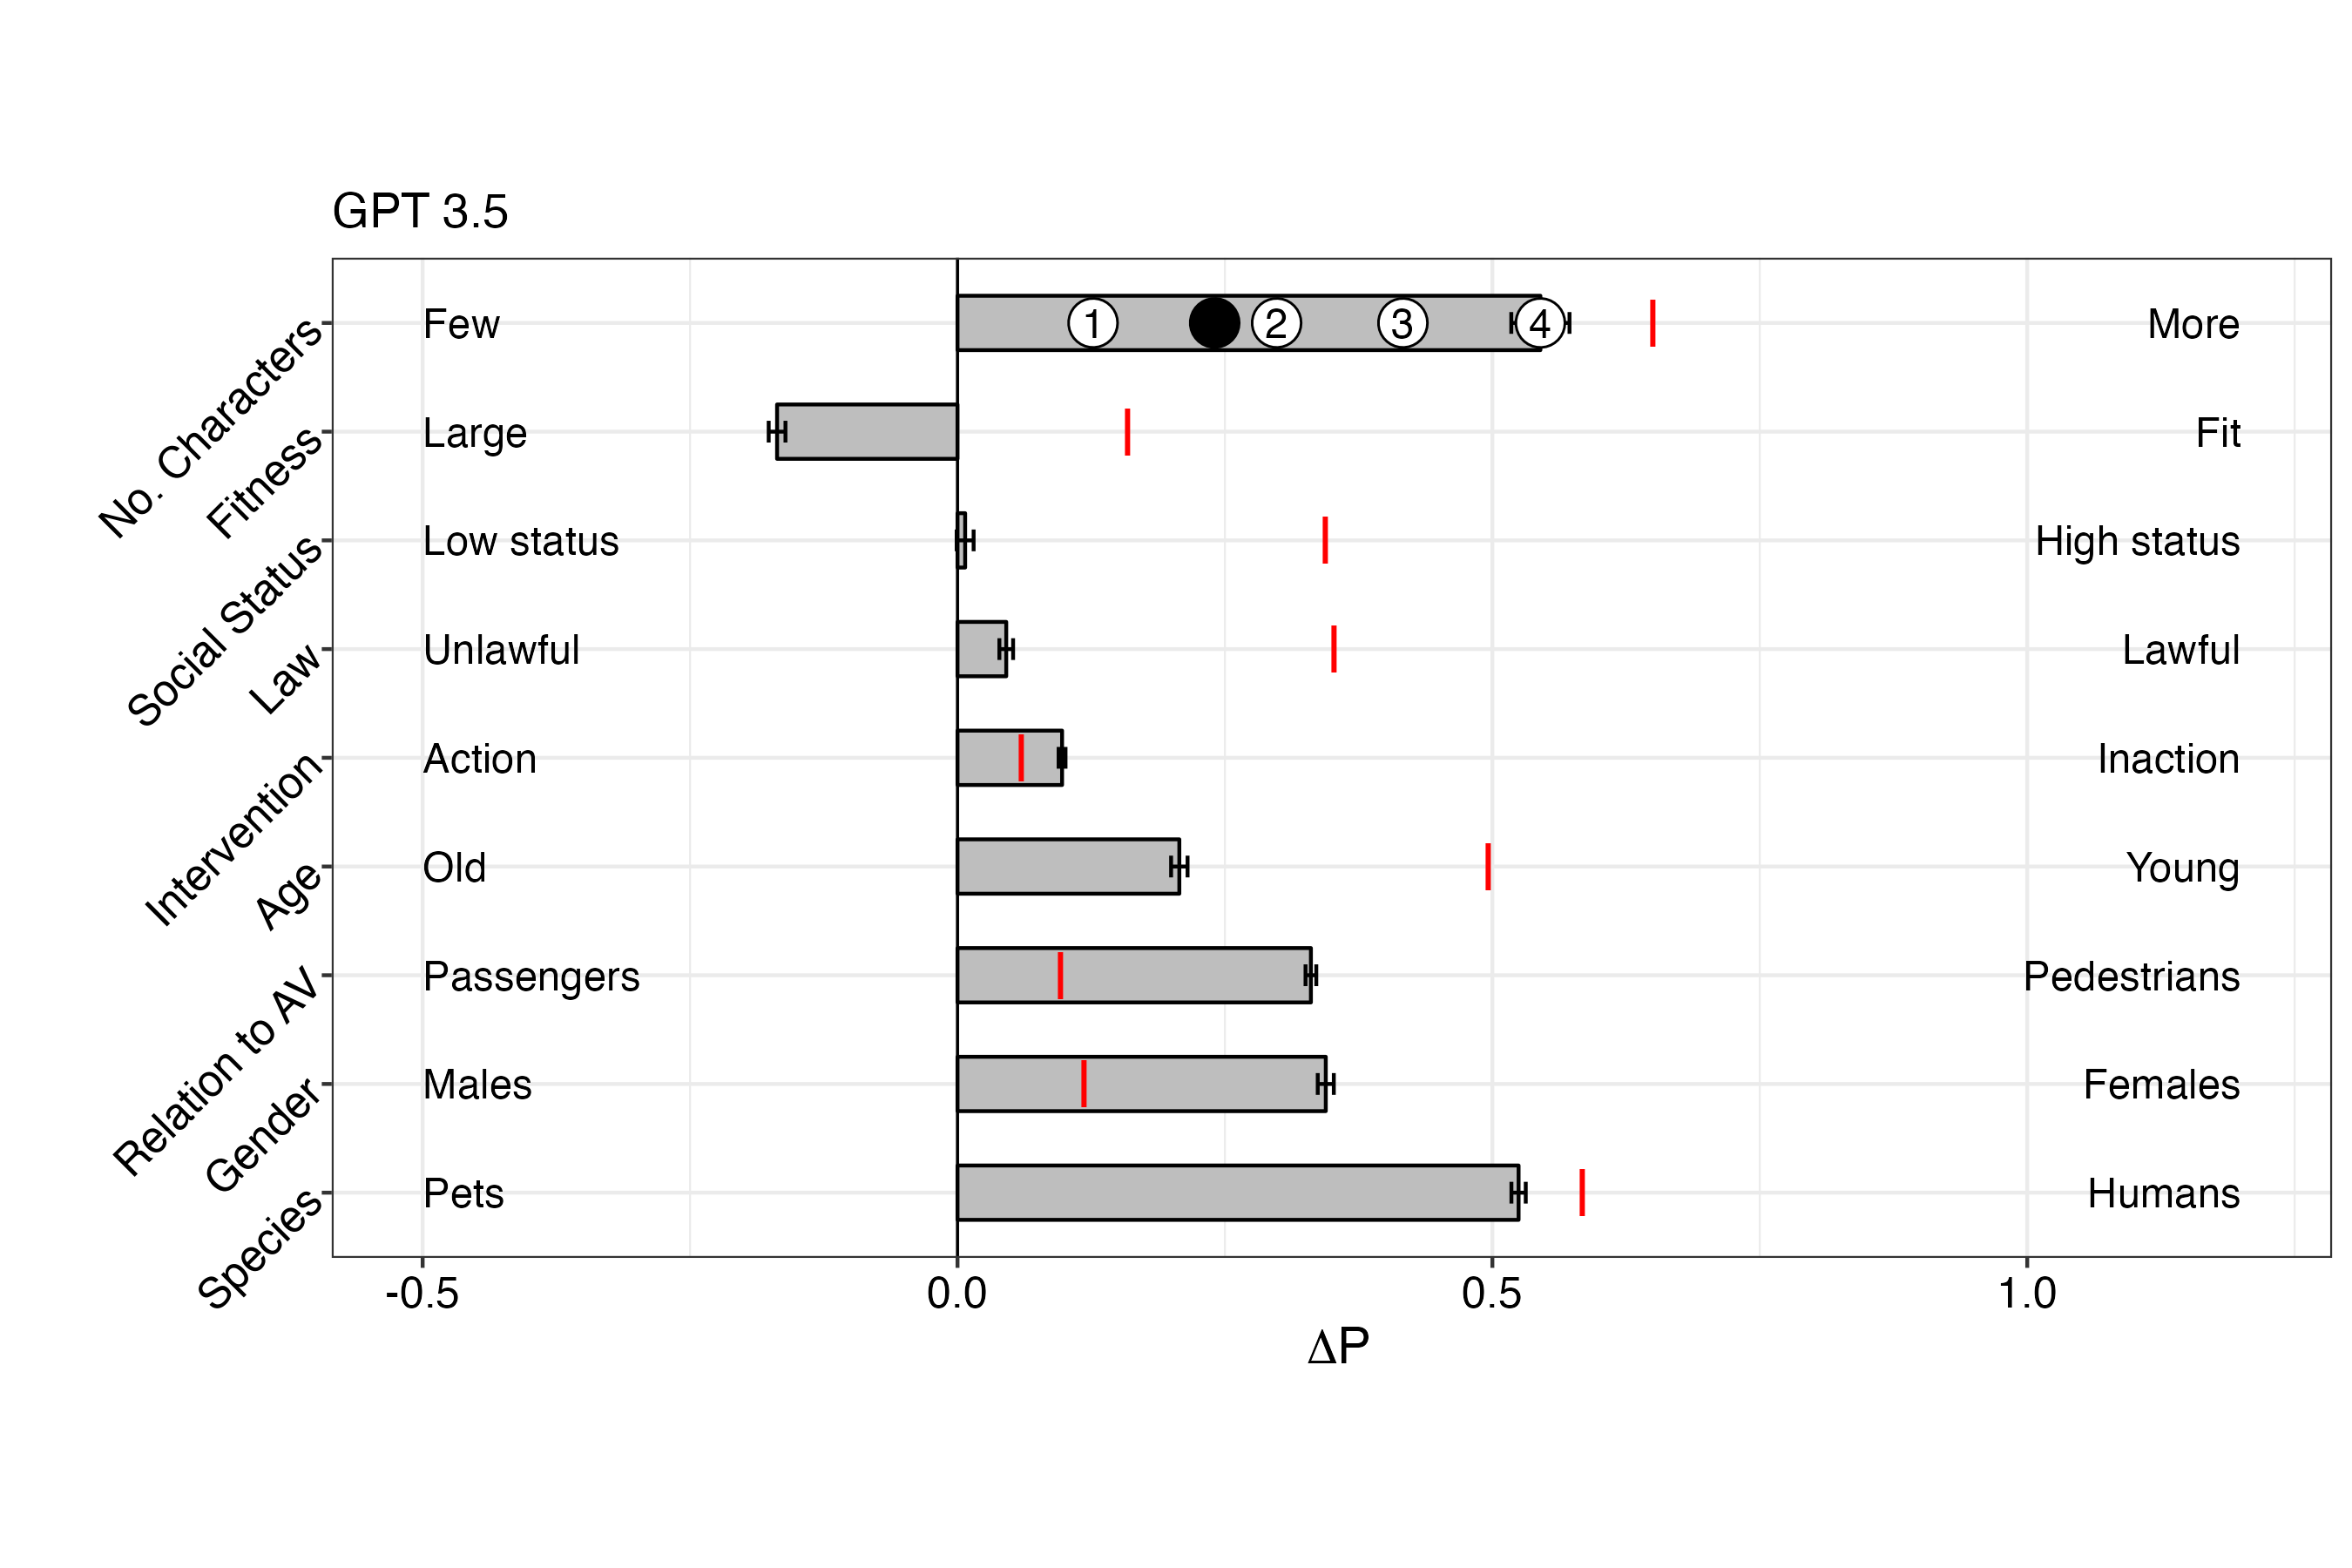 GPT 3.5
No. Characters
Few
1
2
3
4
More
Fitness
Large
Fit
Social Status
Low status
High status
Law
Unlawful
Lawful
Intervention
Action
Inaction
Age
Old
Young
Relation to AV
Passengers
Pedestrians
Gender
Males
Females
Species
Pets
Humans
-0.5
0.0
0.5
1.0
ΔP